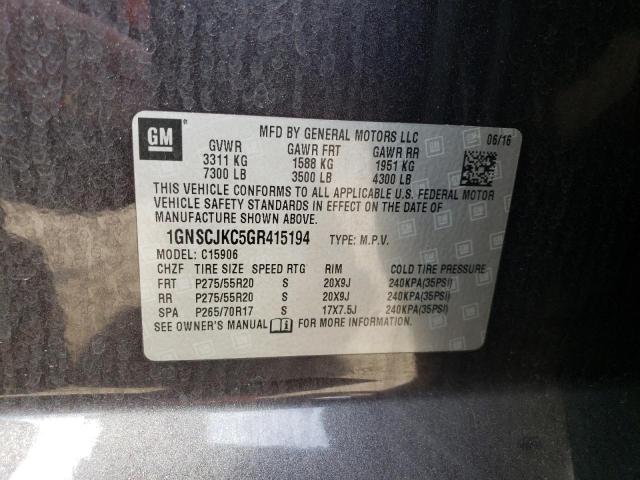 GM
MFD BY GENERAL MOTORS LLC 06/16
GVWR GAWR FRT GAWR RR
3311 KG 1588 KG 1951 KG
7300 LB 3500 LB 4300 LB
THIS VEHICLE CONFORMS TO ALL APPLICABLE U.S. FEDERAL MOTOR
VEHICLE SAFETY STANDARDS IN EFFECT ON THE DATE OF
MANUFACTURE SHOWN ABOVE.
1GNSCJKC5GR415194 TYPE: M.P.V.
MODEL: C15906
CHZF TIRE SIZE SPEED RTG RIM COLD TIRE PRESSURE
FRT P275/55R20 S 20X9J 240KPA(35PSI)
RR P275/55R20 S 20X9J 240KPA(35PSI)
SPA P265/70R17 S 17X7.5J 240KPA(35PSI)
SEE OWNER'S MANUAL FOR MORE INFORMATION.